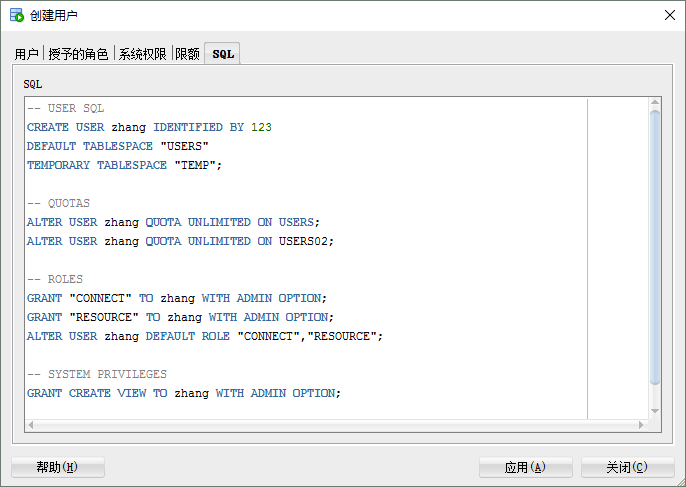 创建用户
用户 授予的角色 系统权限 限额 SQL
SQL
-- USER SQL
CREATE USER zhang IDENTIFIED BY 123
DEFAULT TABLESPACE "USERS"
TEMPORARY TABLESPACE "TEMP";
-- QUOTAS
ALTER USER zhang QUOTA UNLIMITED ON USERS;
ALTER USER zhang QUOTA UNLIMITED ON USERS02;
-- ROLES
GRANT "CONNECT" TO zhang WITH ADMIN OPTION;
GRANT "RESOURCE" TO zhang WITH ADMIN OPTION;
ALTER USER zhang DEFAULT ROLE "CONNECT","RESOURCE";
-- SYSTEM PRIVILEGES
GRANT CREATE VIEW TO zhang WITH ADMIN OPTION;
帮助(H) 应用(A) 关闭(C)